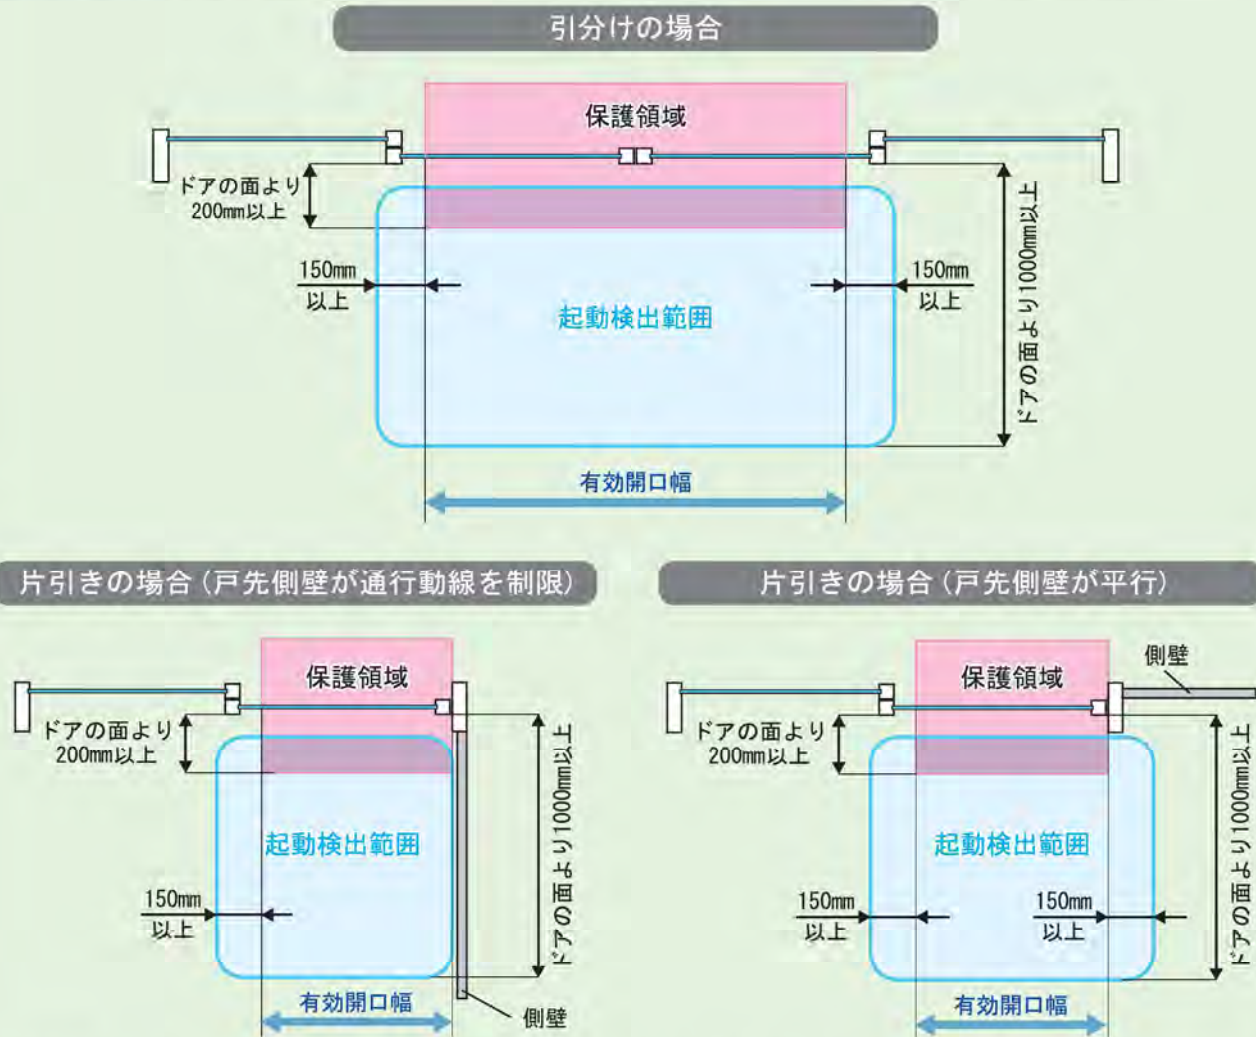 引分けの場合
保護領域
ドアの面より
200mm以上
150mm
以上
起動検出範囲
150mm
以上
ドアの面より1000mm以上
有効開口幅
片引きの場合(戸先側壁が通行動線を制限)
保護領域
ドアの面より
200mm以上
起動検出範囲
150mm
以上
ドアの面より1000mm以上
有効開口幅
側壁
片引きの場合(戸先側壁が平行)
側壁
保護領域
ドアの面より
200mm以上
起動検出範囲
150mm
以上
150mm
以上
ドアの面より1000mm以上
有効開口幅